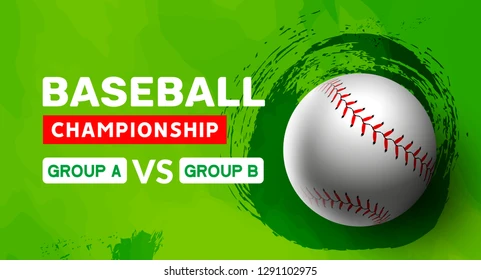 BASEBALL
CHAMPIONSHIP
GROUP A VS GROUP B
shutterstock.com · 1291102975